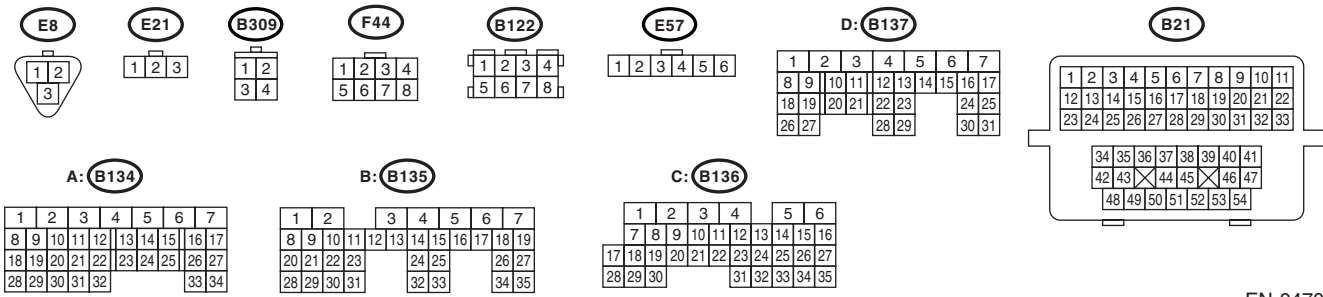 E8
1 2
3
E21
1 2 3
B309
1 2
3 4
F44
1 2 3 4
5 6 7 8
B122
1 2 3 4
5 6 7 8
E57
1 2 3 4 5 6
D: B137
1 2 3 4 5 6 7
8 9 10 11 12 13 14 15 16 17
18 19 20 21 22 23 24 25
26 27 28 29 30 31
B21
1 2 3 4 5 6 7 8 9 10 11
12 13 14 15 16 17 18 19 20 21 22
23 24 25 26 27 28 29 30 31 32 33
34 35 36 37 38 39 40 41
42 43 44 45 46 47
48 49 50 51 52 53 54
A: B134
1 2 3 4 5 6 7
8 9 10 11 12 13 14 15 16 17
18 19 20 21 22 23 24 25 26 27
28 29 30 31 32 33 34
B: B135
1 2 3 4 5 6 7
8 9 10 11 12 13 14 15 16 17 18 19
20 21 22 23 24 25 26 27
28 29 30 31 32 33 34 35
C: B136
1 2 3 4 5 6
7 8 9 10 11 12 13 14 15 16
17 18 19 20 21 22 23 24 25 26 27
28 29 30 31 32 33 34 35